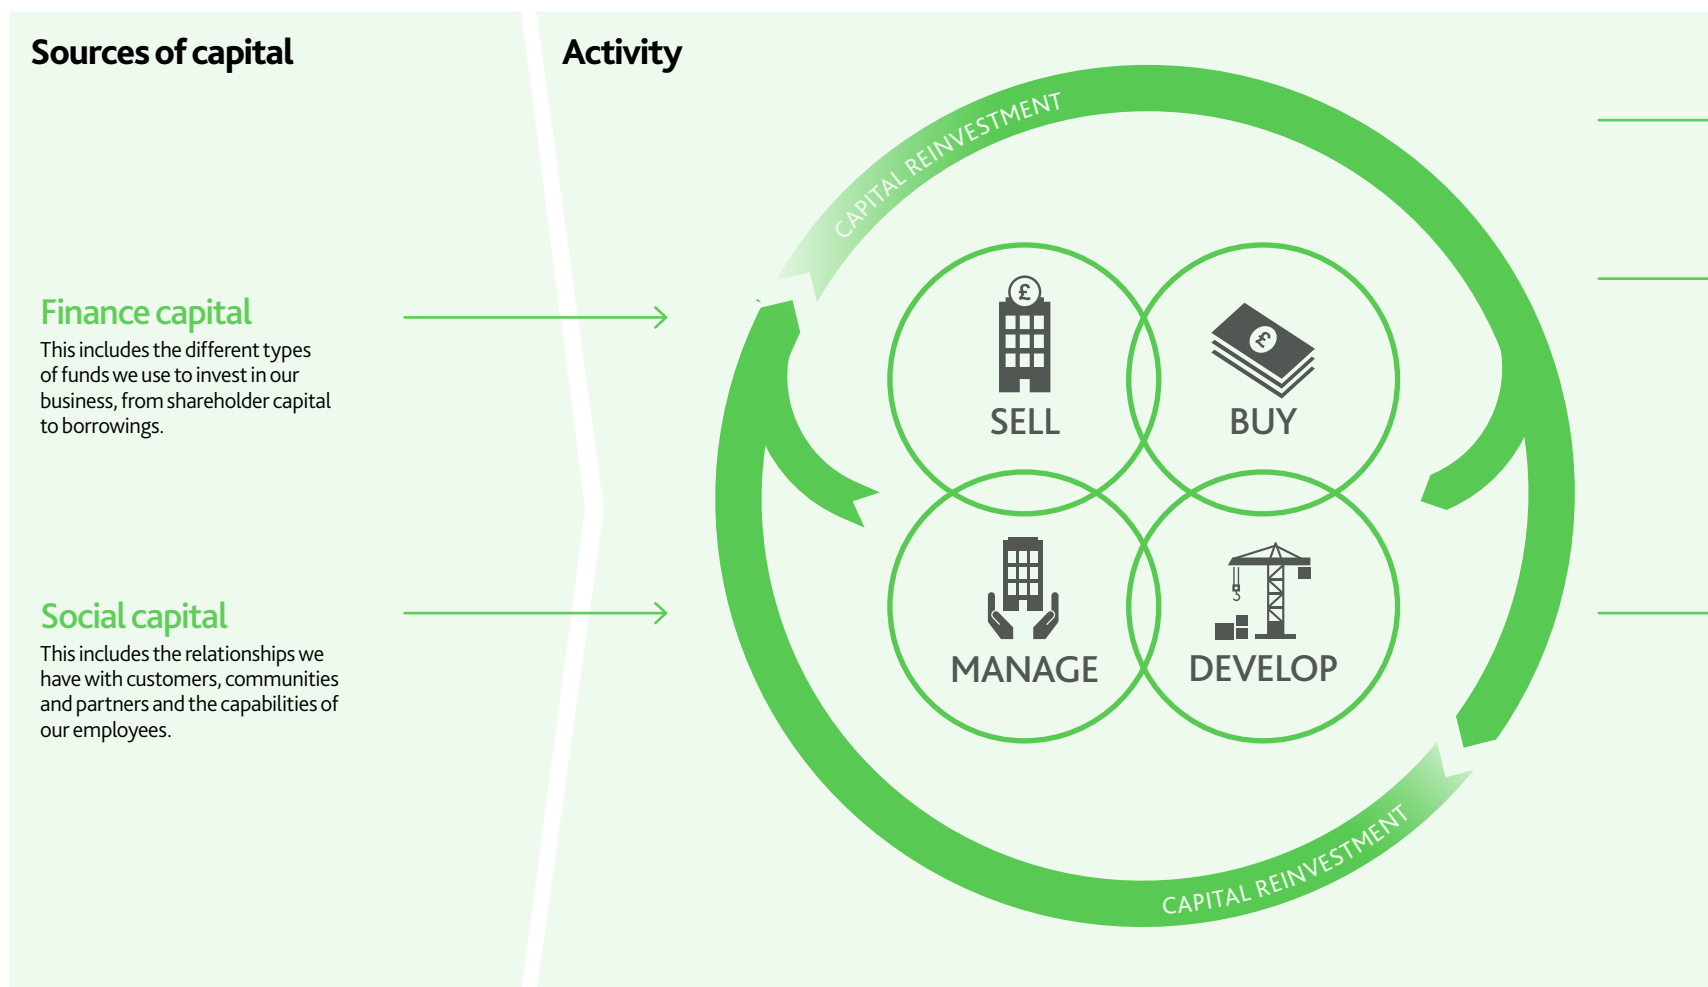 Sources of capital
Finance capital
This includes the different types
of funds we use to invest in our
business, from shareholder capital
to borrowings.
Social capital
This includes the relationships we
have with customers, communities
and partners and the capabilities of
our employees.
Activity
CAPITAL REINVESTMENT
£
SELL
£
BUY
MANAGE
DEVELOP
CAPITAL REINVESTMENT